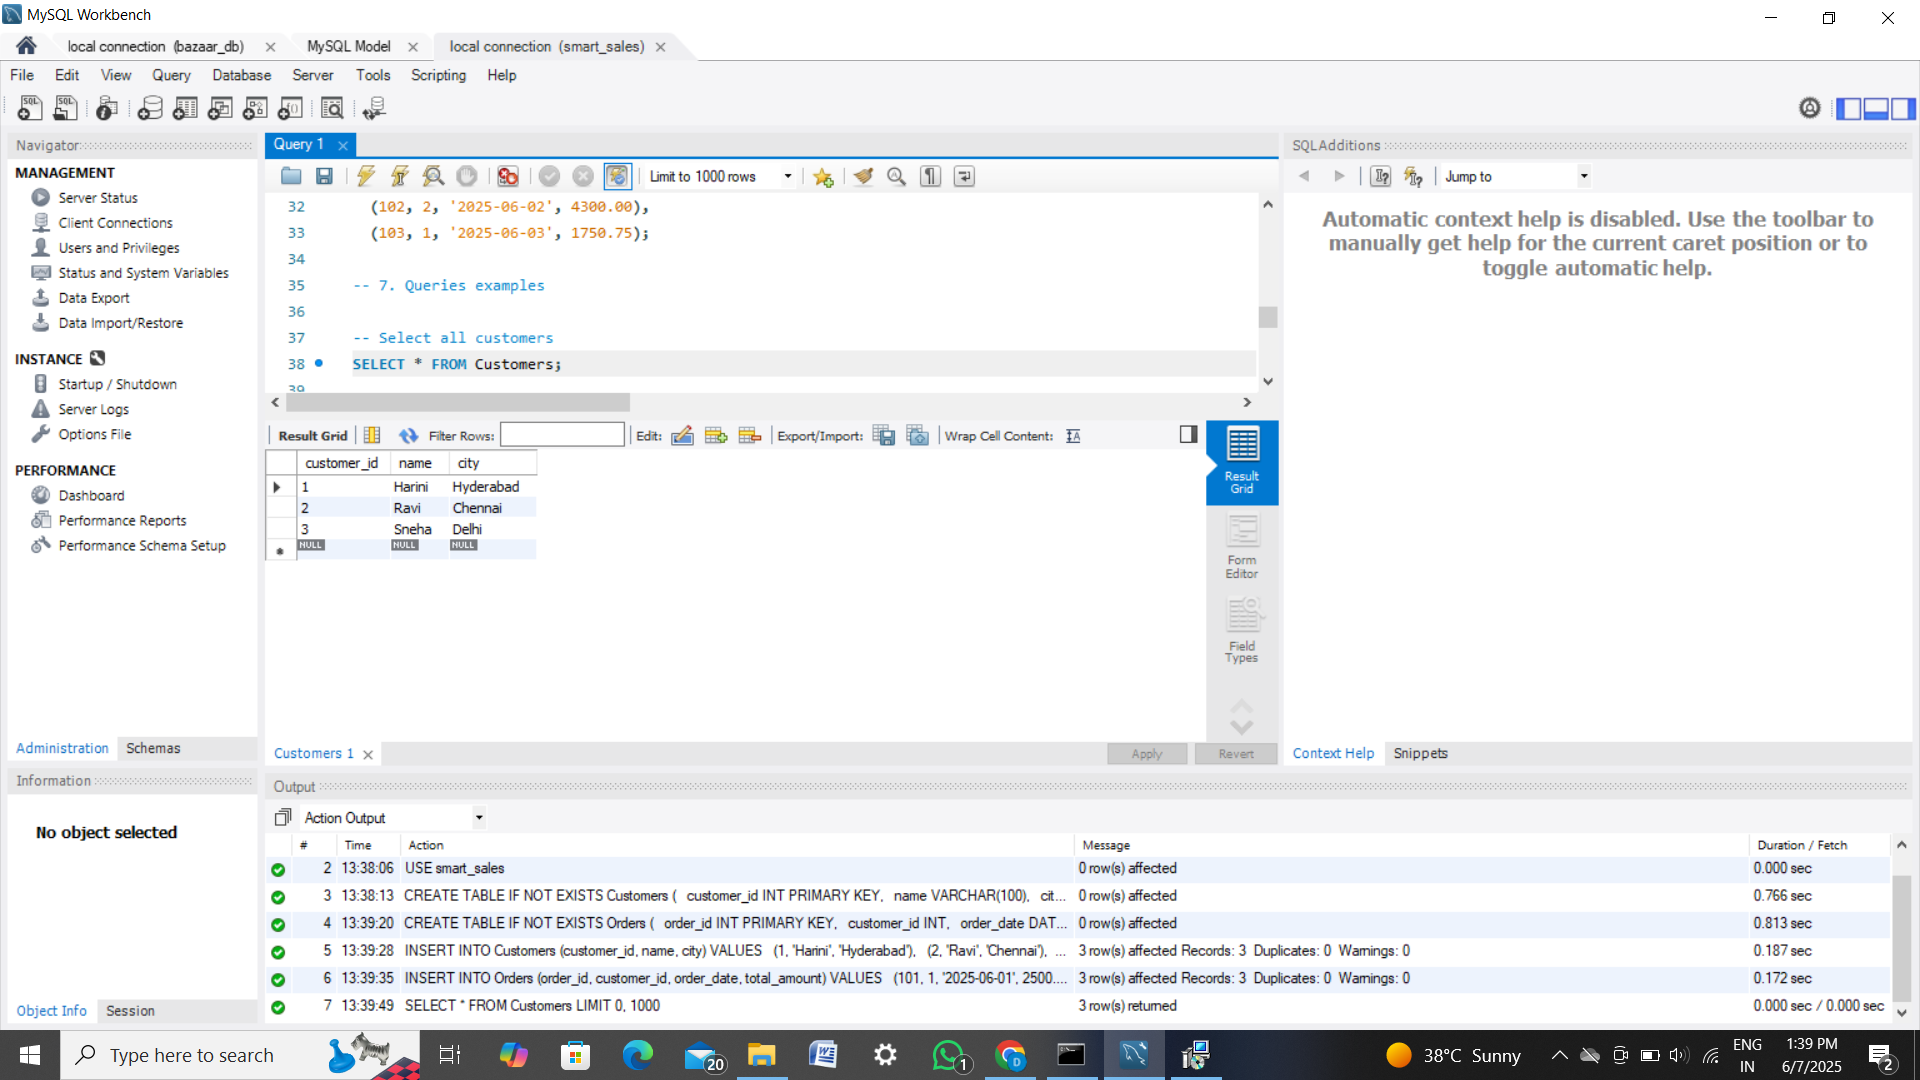 MySQL Workbench
local connection (bazaar_db)
MySQL Model
local connection (smart_sales)
File Edit View Query Database Server Tools Scripting Help
Navigator
MANAGEMENT
Server Status
Client Connections
Users and Privileges
Status and System Variables
Data Export
Data Import/Restore
INSTANCE
Startup / Shutdown
Server Logs
Options File
PERFORMANCE
Dashboard
Performance Reports
Performance Schema Setup
Administration Schemas
Information
No object selected
Object Info Session
Query 1
Limit to 1000 rows
32 (102, 2, '2025-06-02', 4300.00),
33 (103, 1, '2025-06-03', 1750.75);
34
35 -- 7. Queries examples
36
37 -- Select all customers
38 SELECT * FROM Customers;
39
Result Grid Filter Rows: Edit: Export/Import: Wrap Cell Content:
customer_id name city
1 Harini Hyderabad
2 Ravi Chennai
3 Sneha Delhi
NULL NULL NULL
Result Grid
Form Editor
Field Types
Customers 1
Apply Revert
SQLAdditions
Jump to
Automatic context help is disabled. Use the toolbar to
manually get help for the current caret position or to
toggle automatic help.
Context Help Snippets
Output
Action Output
# Time Action Message Duration / Fetch
2 13:38:06 USE smart_sales 0 row(s) affected 0.000 sec
3 13:38:13 CREATE TABLE IF NOT EXISTS Customers ( customer_id INT PRIMARY KEY, name VARCHAR(100), cit... 0 row(s) affected 0.766 sec
4 13:39:20 CREATE TABLE IF NOT EXISTS Orders ( order_id INT PRIMARY KEY, customer_id INT, order_date DAT... 0 row(s) affected 0.813 sec
5 13:39:28 INSERT INTO Customers (customer_id, name, city) VALUES (1, 'Harini', 'Hyderabad'), (2, 'Ravi', 'Chennai'), ... 3 row(s) affected Records: 3 Duplicates: 0 Warnings: 0 0.187 sec
6 13:39:35 INSERT INTO Orders (order_id, customer_id, order_date, total_amount) VALUES (101, 1, '2025-06-01', 2500.... 3 row(s) affected Records: 3 Duplicates: 0 Warnings: 0 0.172 sec
7 13:39:49 SELECT * FROM Customers LIMIT 0, 1000 3 row(s) returned 0.000 sec / 0.000 sec
Type here to search
20
1
38°C Sunny
ENG
IN
1:39 PM
6/7/2025
2